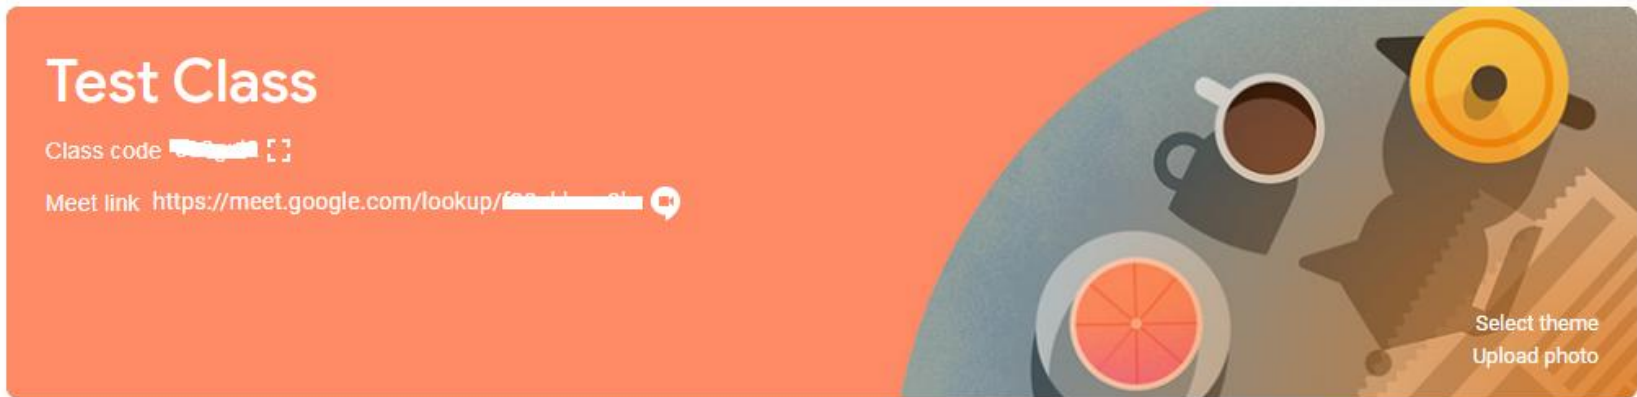 Test Class
Class code
Meet link https://meet.google.com/lookup/
Select theme
Upload photo